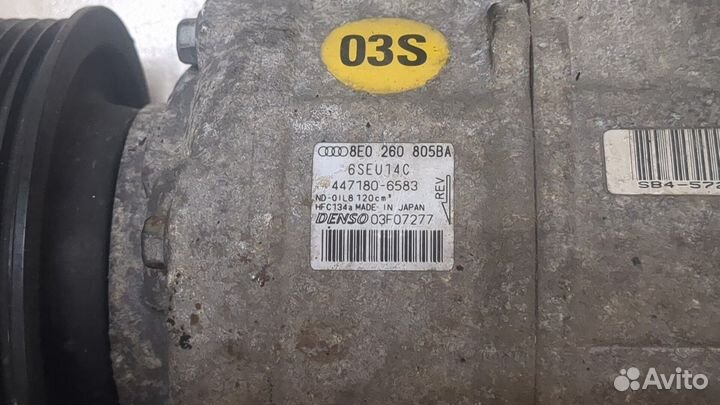 03S
8E0 260 805BA
6SEU14C
447180-6583
ND-OIL8 120cm³
HFC134a MADE IN JAPAN
DENSO 03F07277
REV
SB4-572
Avito